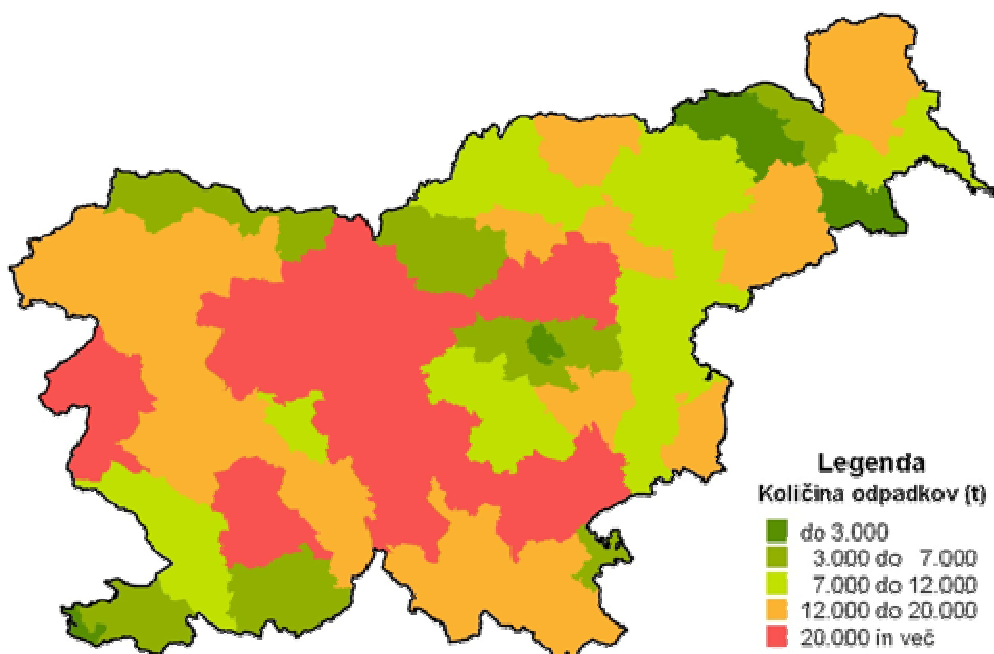 Legenda
Količina odpadkov (t)
do 3.000
3.000 do 7.000
7.000 do 12.000
12.000 do 20.000
20.000 in več